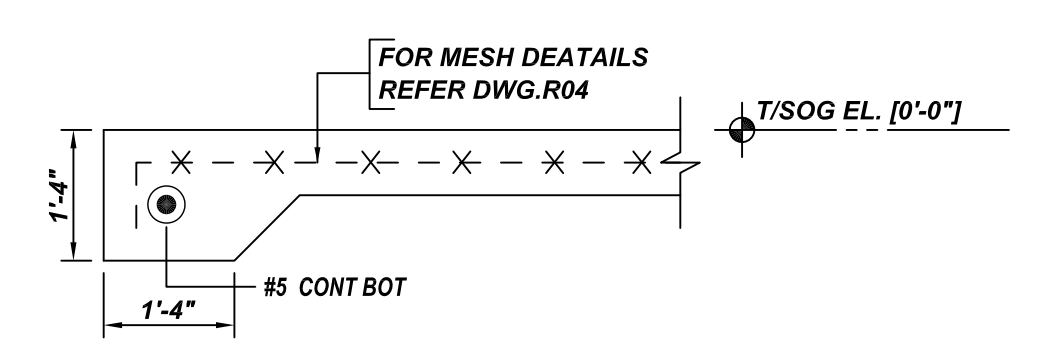 FOR MESH DEATAILS
REFER DWG.R04
T/SOG EL. [0'-0"]
1'-4"
#5 CONT BOT
1'-4"